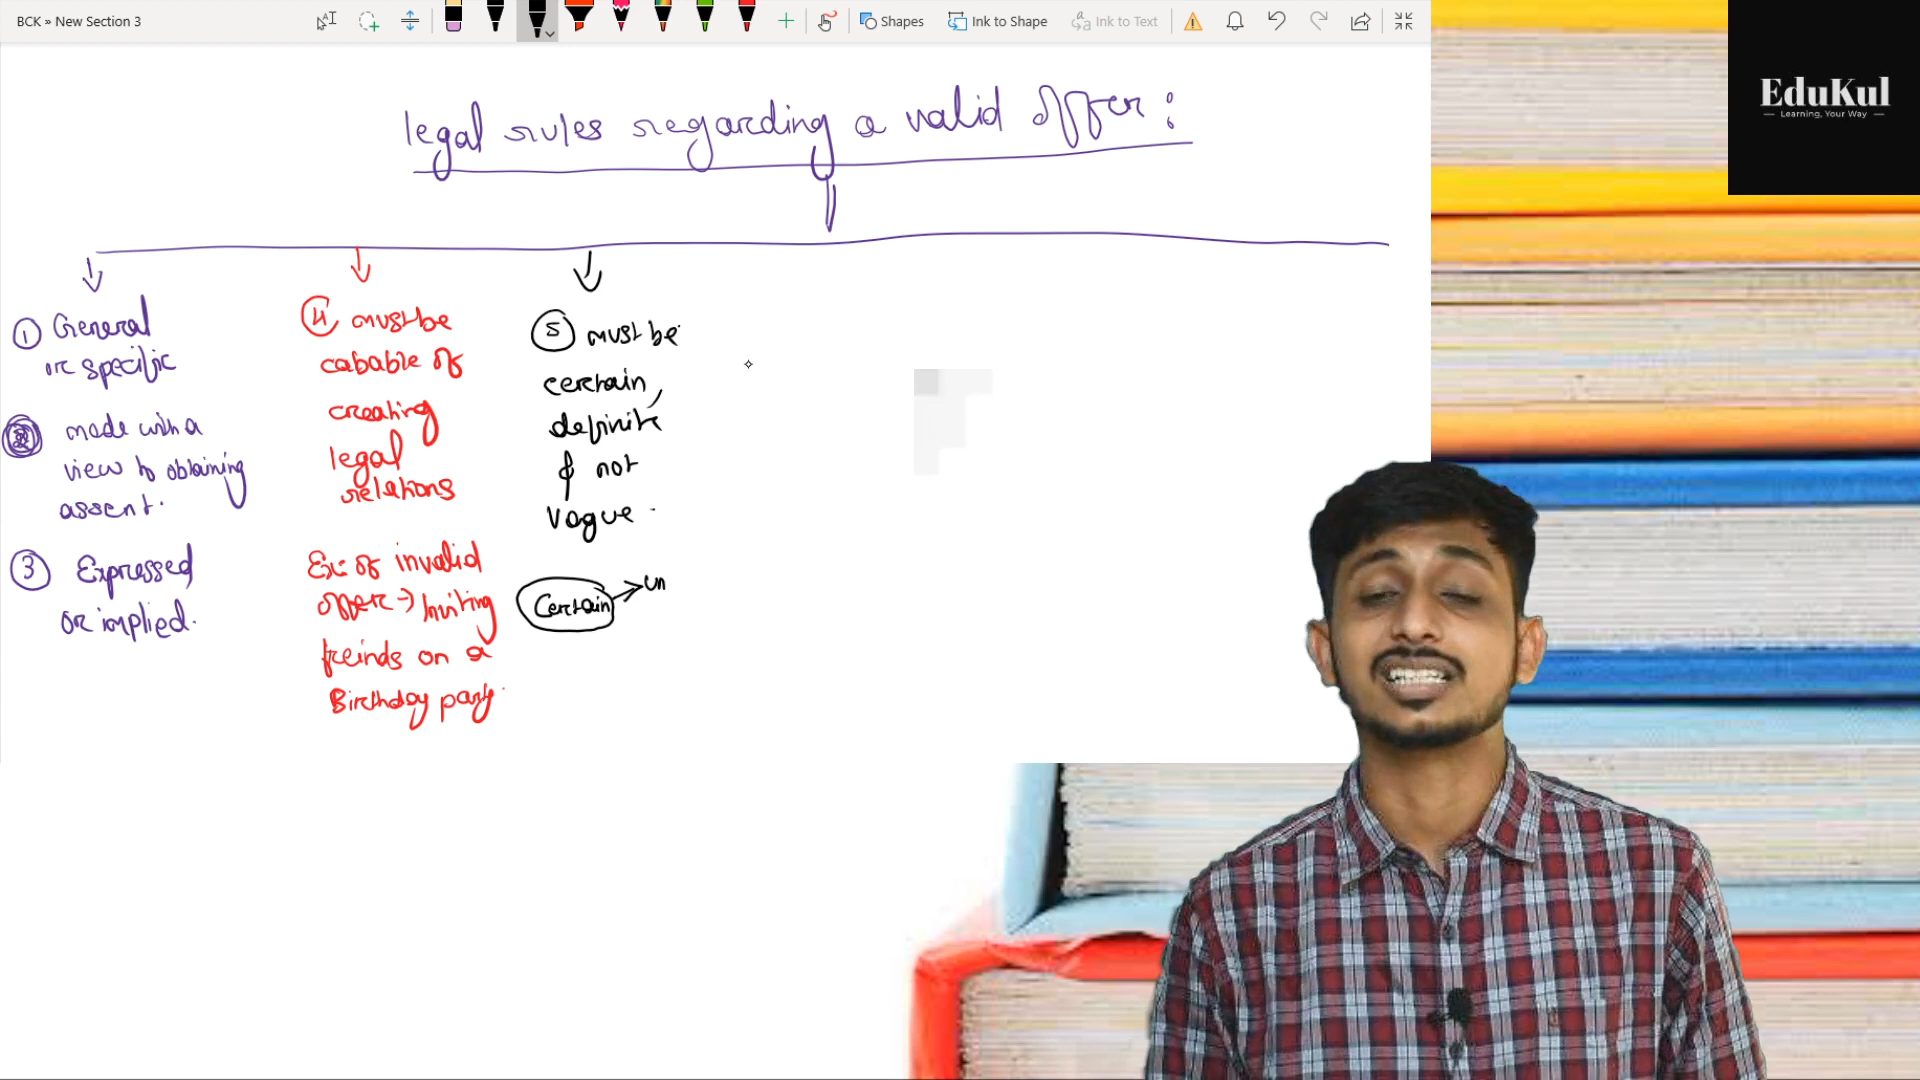 BCK » New Section 3
Shapes
Ink to Shape
Ink to Text
EduKul
— Learning, Your Way —
legal rules regarding a valid offer :
① General
or specific
② made with a
view to obtaining
assent.
③ Expressed
or implied.
④ must be
cabable of
creating
legal
relations
Ex: of invalid
offer → Inviting
freinds on a
Birthday party.
⑤ must be
certain,
definite
& not
vague.
Certain → un